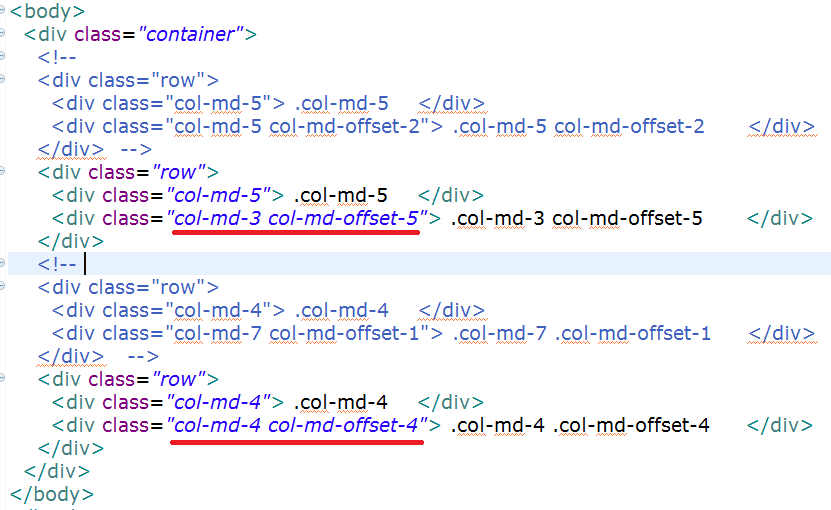 <body>
<div class="container">
<!--
<div class="row">
<div class="col-md-5"> .col-md-5 </div>
<div class="col-md-5 col-md-offset-2"> .col-md-5 col-md-offset-2 </div>
</div> -->
<div class="row">
<div class="col-md-5"> .col-md-5 </div>
<div class="col-md-3 col-md-offset-5"> .col-md-3 col-md-offset-5 </div>
</div>
<!--
<div class="row">
<div class="col-md-4"> .col-md-4 </div>
<div class="col-md-7 col-md-offset-1"> .col-md-7 .col-md-offset-1 </div>
</div> -->
<div class="row">
<div class="col-md-4"> .col-md-4 </div>
<div class="col-md-4 col-md-offset-4"> .col-md-4 .col-md-offset-4 </div>
</div>
</div>
</body>